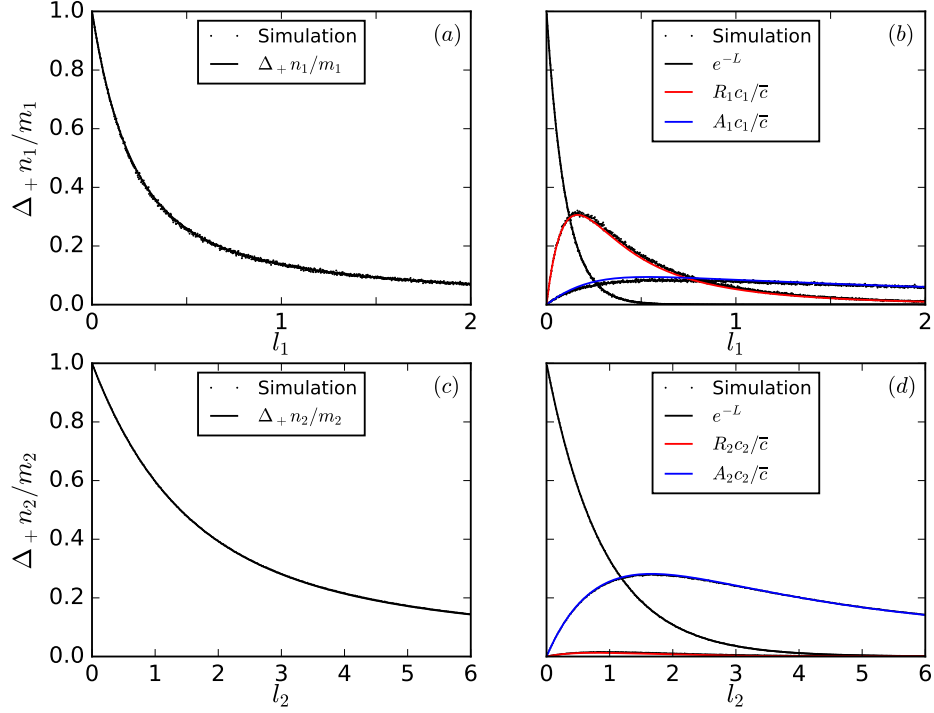 (a)
Simulation
Δ₊n₁/m₁
Δ₊n₁/m₁
1.0
0.8
0.6
0.4
0.2
0.0
0 1 2
l₁
(b)
Simulation
e⁻ᴸ
R₁c₁/c̅
A₁c₁/c̅
0 1 2
l₁
(c)
Simulation
Δ₊n₂/m₂
Δ₊n₂/m₂
1.0
0.8
0.6
0.4
0.2
0.0
0 1 2 3 4 5 6
l₂
(d)
Simulation
e⁻ᴸ
R₂c₂/c̅
A₂c₂/c̅
0 1 2 3 4 5 6
l₂